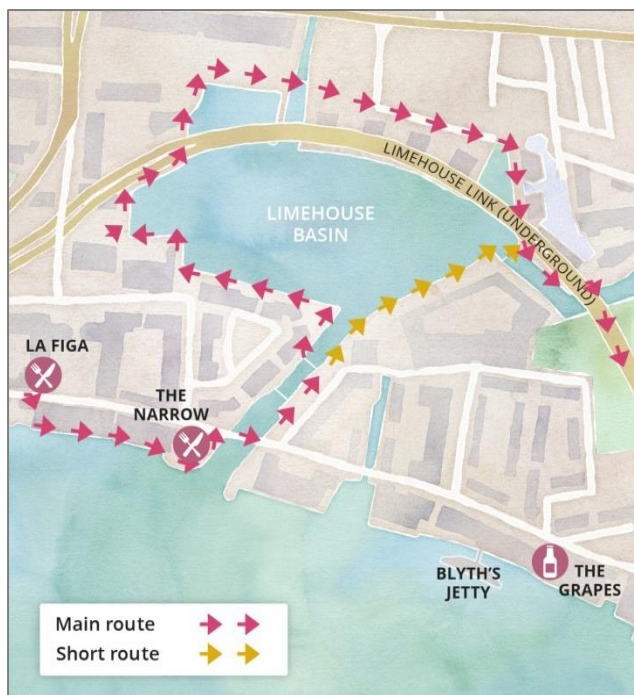 LIMEHOUSE LINK (UNDERGROUND)
LIMEHOUSE
BASIN
LA FIGA
THE
NARROW
BLYTH'S
JETTY
THE
GRAPES
Main route
Short route